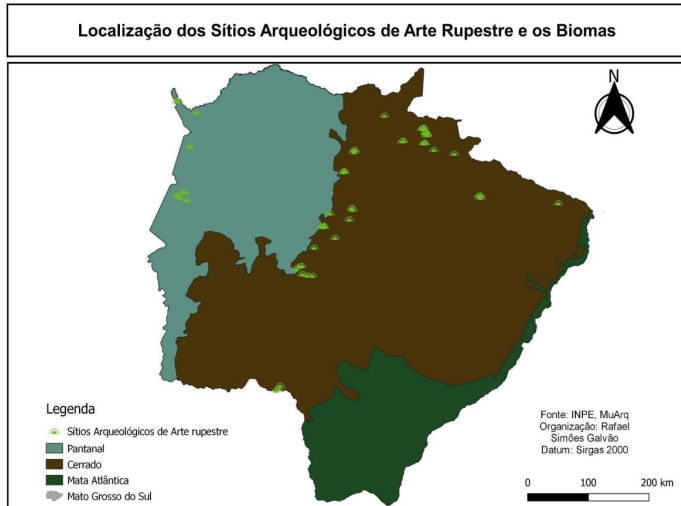 Localização dos Sítios Arqueológicos de Arte Rupestre e os Biomas
N
Legenda
Sítios Arqueológicos de Arte rupestre
Pantanal
Cerrado
Mata Atlântica
Mato Grosso do Sul
Fonte: INPE, MuArq
Organização: Rafael
Simões Galvão
Datum: Sirgas 2000
0 100 200 km